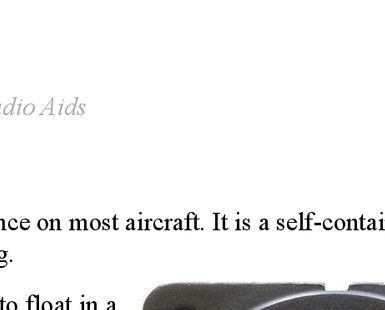 dio Aids
nce on most aircraft. It is a self-contai
g.
to float in a